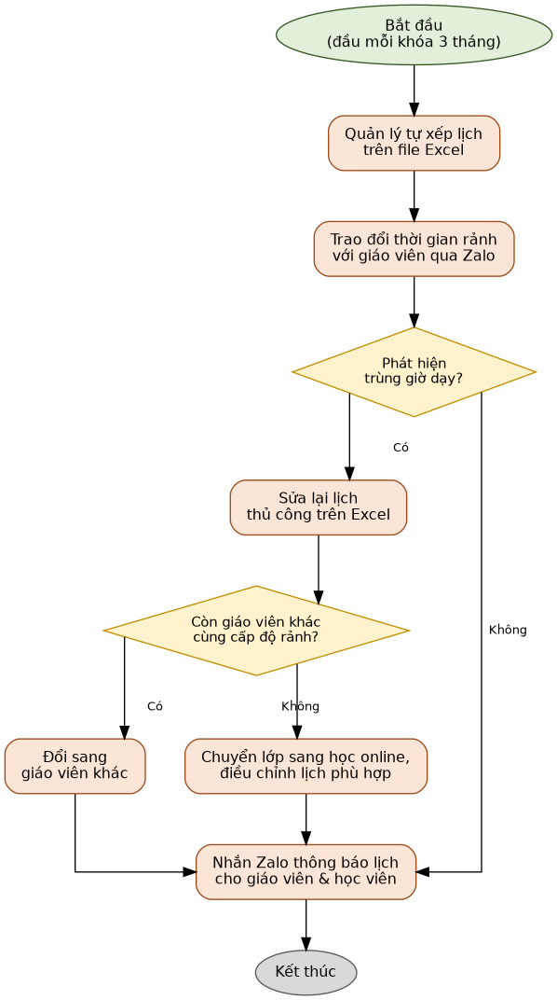 Bắt đầu
(đầu mỗi khóa 3 tháng)
Quản lý tự xếp lịch
trên file Excel
Trao đổi thời gian rảnh
với giáo viên qua Zalo
Phát hiện
trùng giờ dạy?
Có
Sửa lại lịch
thủ công trên Excel
Còn giáo viên khác
cùng cấp độ rảnh?
Không
Có
Không
Đổi sang
giáo viên khác
Chuyển lớp sang học online,
điều chỉnh lịch phù hợp
Nhắn Zalo thông báo lịch
cho giáo viên & học viên
Kết thúc